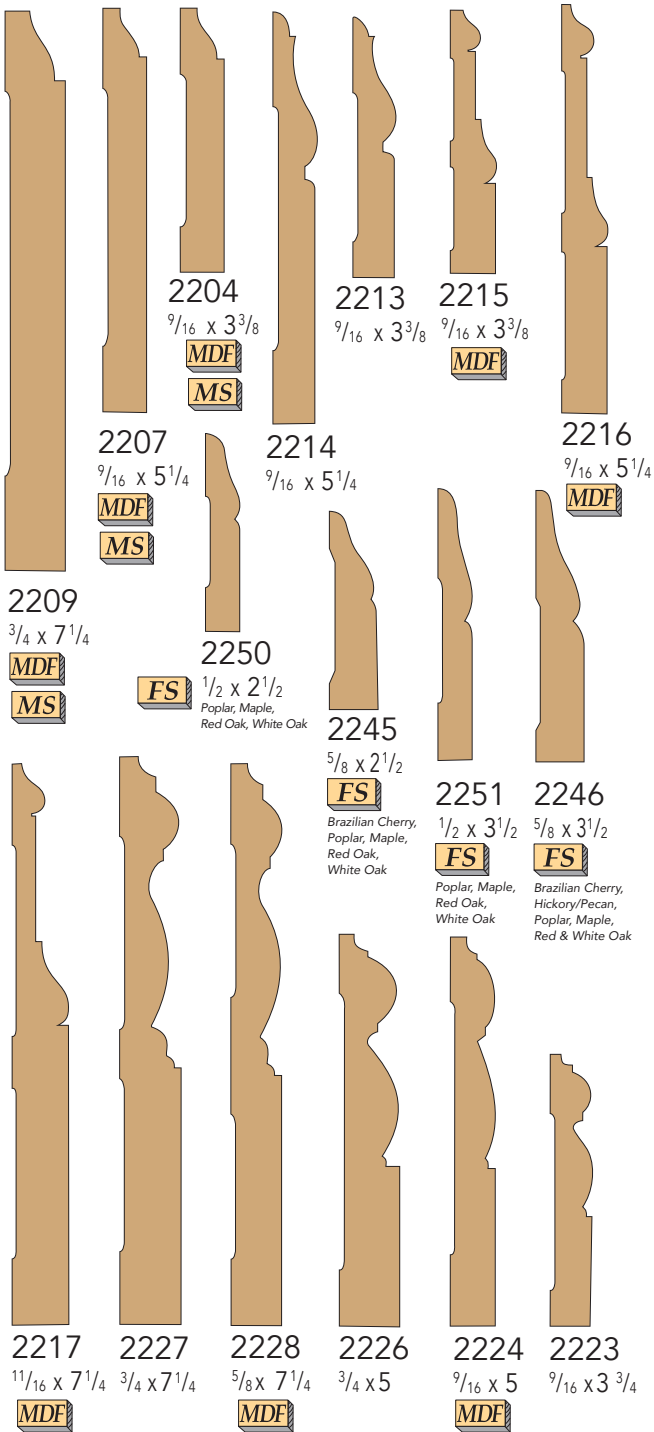 2204
9/16 x 3 3/8
MDF
MS
2213
9/16 x 3 3/8
2215
9/16 x 3 3/8
MDF
2207
9/16 x 5 1/4
MDF
MS
2214
9/16 x 5 1/4
2216
9/16 x 5 1/4
MDF
2209
3/4 x 7 1/4
MDF
MS
2250
FS
1/2 x 2 1/2
Poplar, Maple,
Red Oak, White Oak
2245
5/8 x 2 1/2
FS
Brazilian Cherry,
Poplar, Maple,
Red Oak,
White Oak
2251
1/2 x 3 1/2
FS
Poplar, Maple,
Red Oak,
White Oak
2246
5/8 x 3 1/2
FS
Brazilian Cherry,
Hickory/Pecan,
Poplar, Maple,
Red & White Oak
2217
11/16 x 7 1/4
MDF
2227
3/4 x 7 1/4
2228
5/8 x 7 1/4
MDF
2226
3/4 x 5
2224
9/16 x 5
MDF
2223
9/16 x 3 3/4